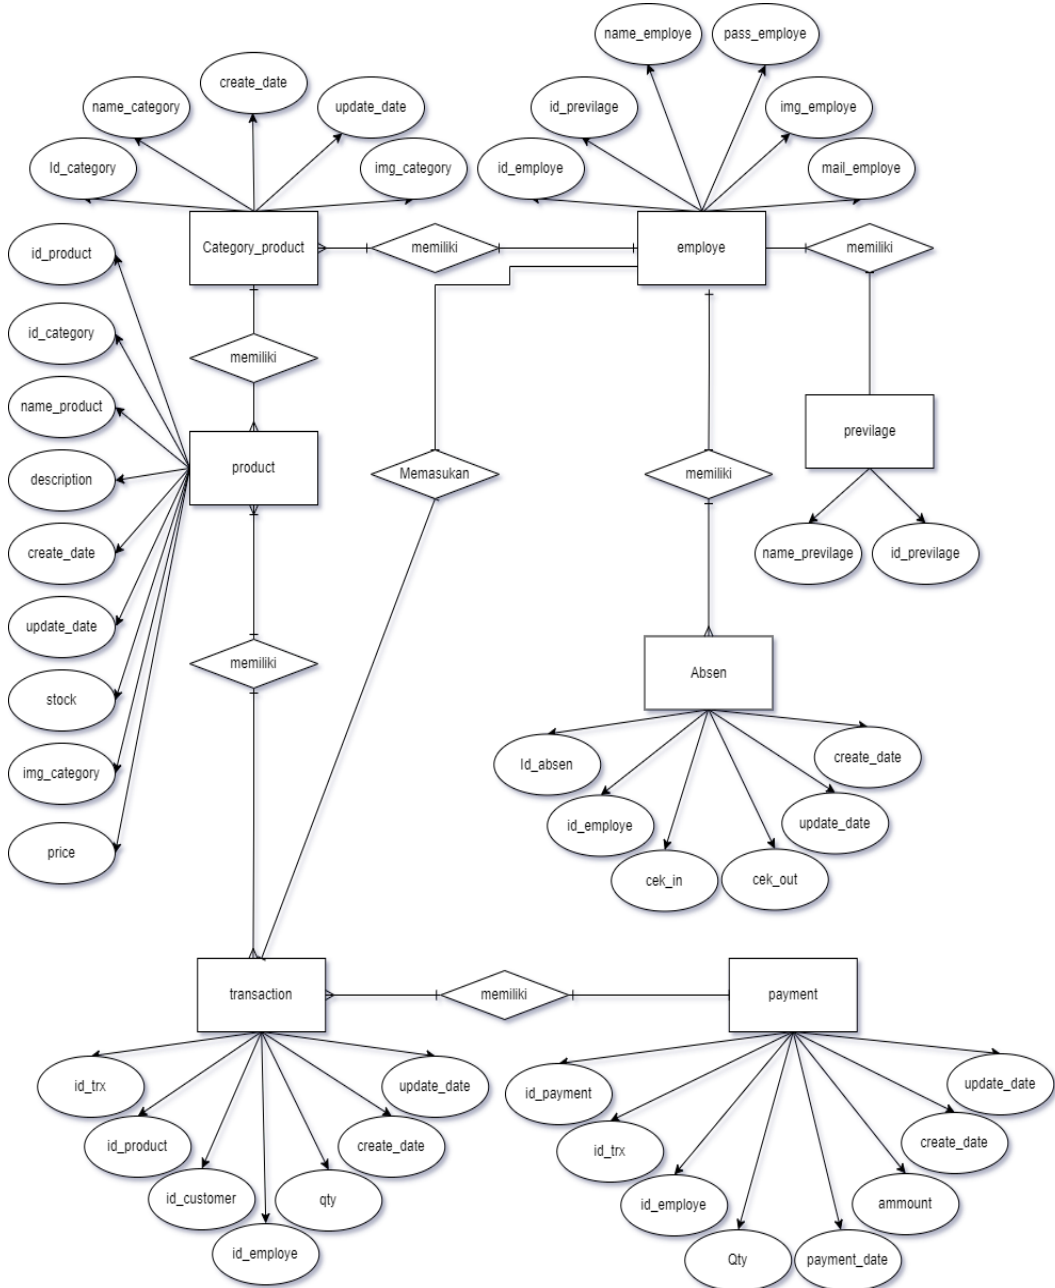 name_employe
pass_employe
create_date
name_category
update_date
id_previlage
img_employe
Id_category
img_category
id_employe
mail_employe
Category_product
memiliki
employe
memiliki
id_product
id_category
memiliki
name_product
previlage
product
description
Memasukan
memiliki
create_date
name_previlage
id_previlage
update_date
memiliki
Absen
stock
img_category
Id_absen
create_date
id_employe
update_date
price
cek_in
cek_out
transaction
memiliki
payment
id_trx
update_date
id_payment
update_date
id_product
create_date
id_trx
create_date
id_customer
qty
id_employe
ammount
id_employe
Qty
payment_date